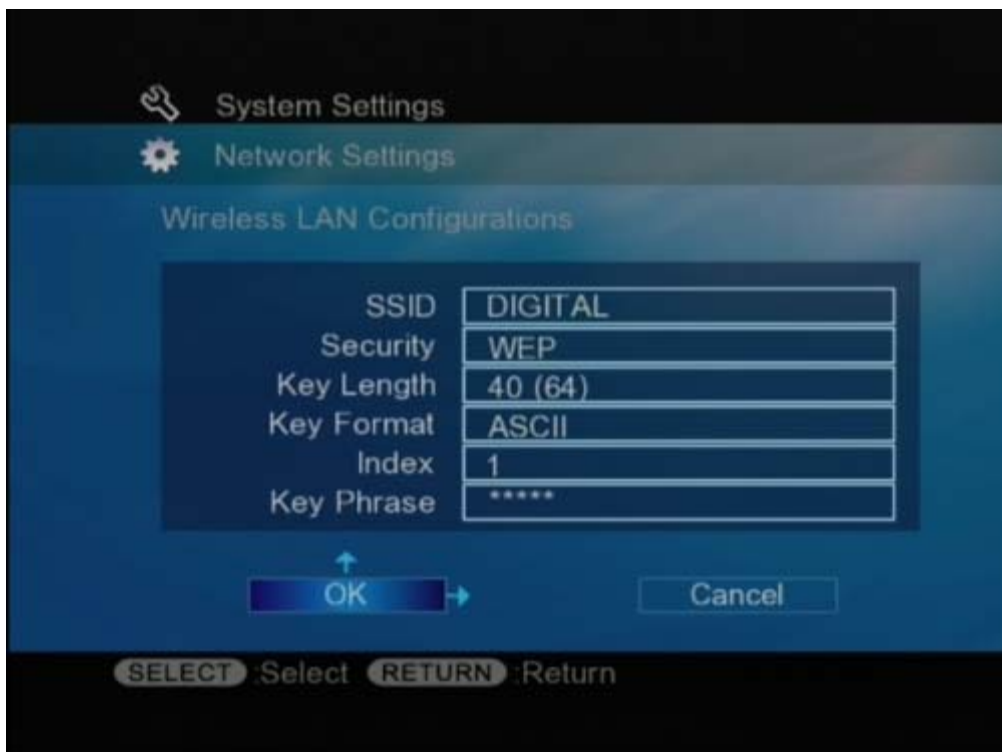 System Settings
Network Settings
Wireless LAN Configurations
SSID DIGITAL
Security WEP
Key Length 40 (64)
Key Format ASCII
Index 1
Key Phrase *****
OK Cancel
SELECT :Select RETURN :Return